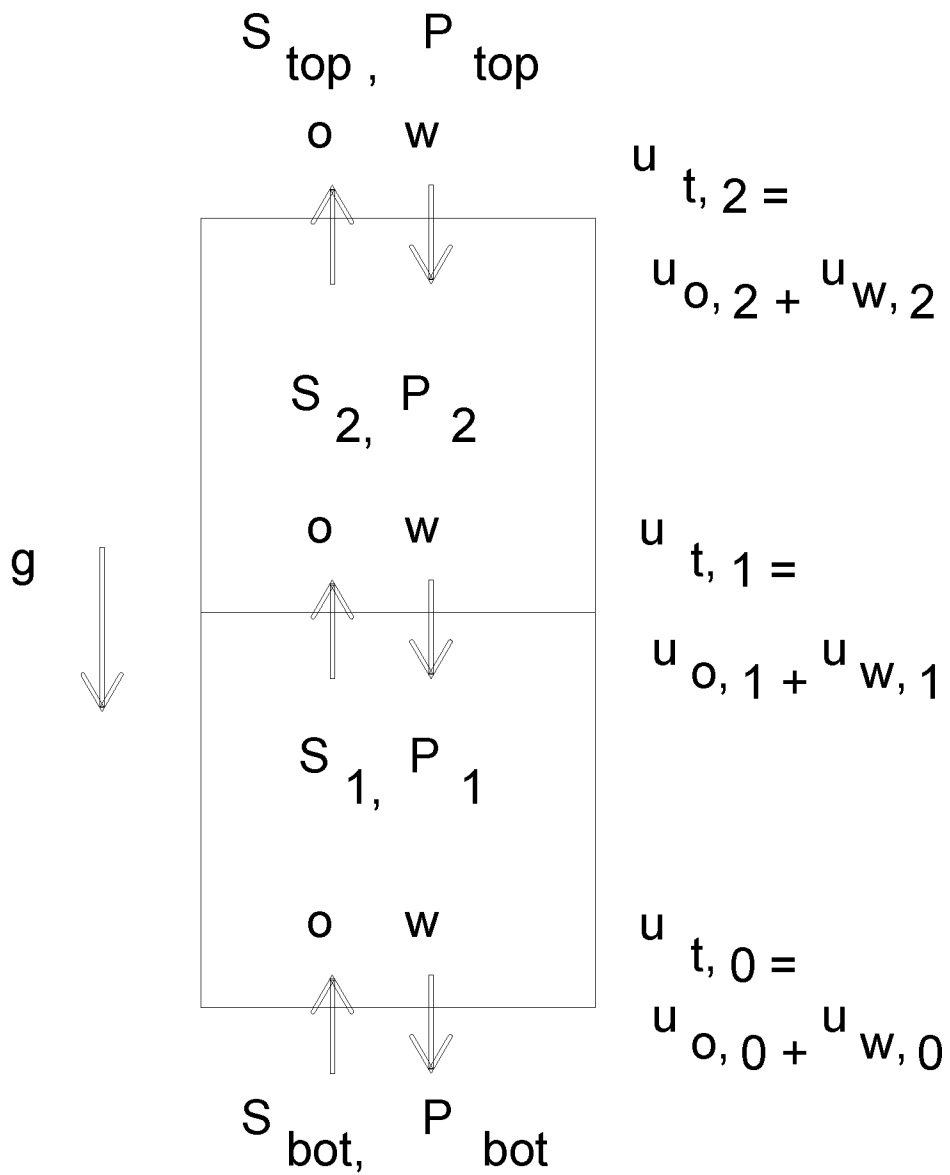 S top, P top
o w
u t, 2 =
u o, 2 + u w, 2
S 2, P 2
o w
u t, 1 =
g
u o, 1 + u w, 1
S 1, P 1
o w
u t, 0 =
u o, 0 + u w, 0
S bot, P bot